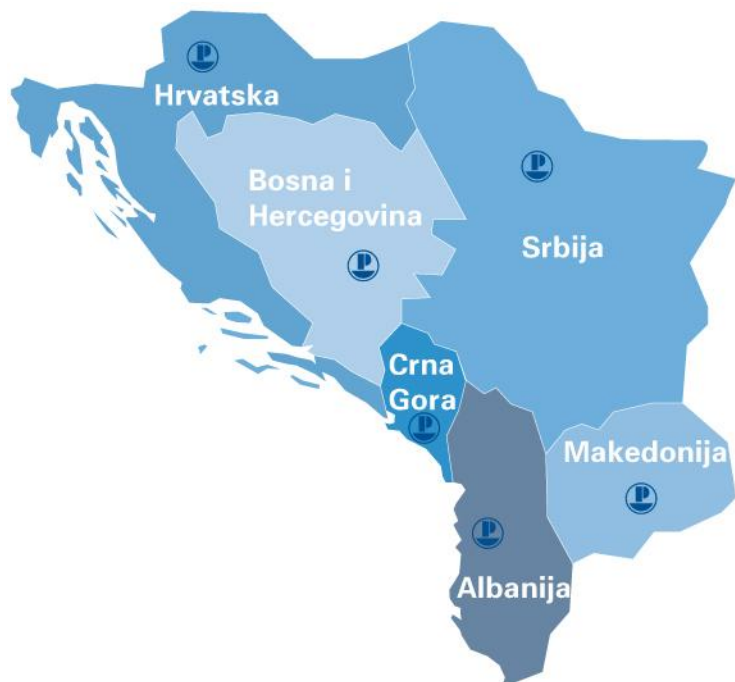 Hrvatska
Bosna i
Hercegovina
Srbija
Crna
Gora
Makedonija
Albanija